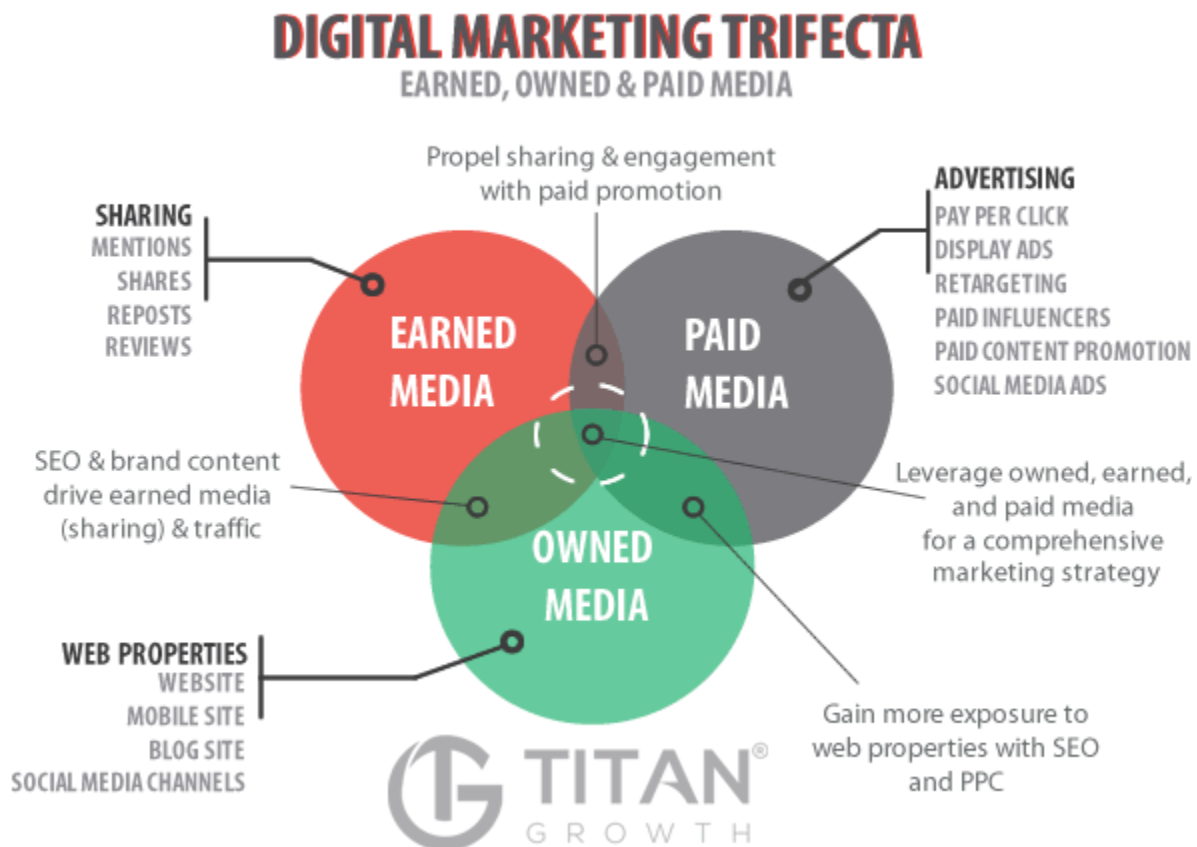 DIGITAL MARKETING TRIFECTA
EARNED, OWNED & PAID MEDIA
Propel sharing & engagement
with paid promotion
SHARING
MENTIONS
SHARES
REPOSTS
REVIEWS
ADVERTISING
PAY PER CLICK
DISPLAY ADS
RETARGETING
PAID INFLUENCERS
PAID CONTENT PROMOTION
SOCIAL MEDIA ADS
EARNED
MEDIA
PAID
MEDIA
SEO & brand content
drive earned media
(sharing) & traffic
Leverage owned, earned,
and paid media
for a comprehensive
marketing strategy
OWNED
MEDIA
WEB PROPERTIES
WEBSITE
MOBILE SITE
BLOG SITE
SOCIAL MEDIA CHANNELS
Gain more exposure to
web properties with SEO
and PPC
TG TITAN®
GROWTH